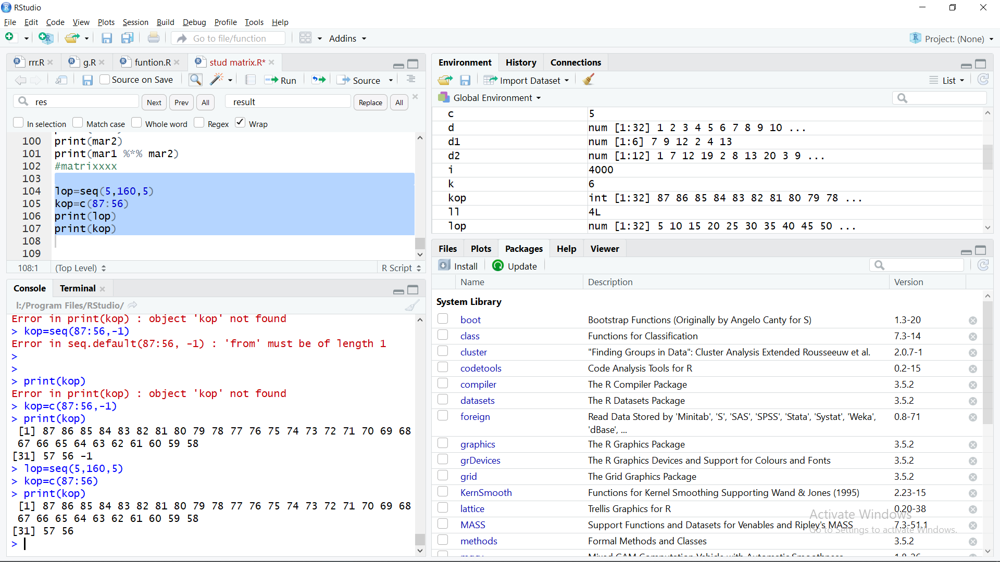 RStudio
File Edit Code View Plots Session Build Debug Profile Tools Help
Go to file/function Addins Project: (None)
rrr.R g.R funtion.R stud matrix.R*
Source on Save Run Source
res Next Prev All result Replace All
In selection Match case Whole word Regex Wrap
100 print(mar2)
101 print(mar1 %*% mar2)
102 #matrixxxx
103
104 lop=seq(5,160,5)
105 kop=c(87:56)
106 print(lop)
107 print(kop)
108
109
108:1 (Top Level) R Script
Console Terminal
I:/Program Files/RStudio/
Error in print(kop) : object 'kop' not found
> kop=seq(87:56,-1)
Error in seq.default(87:56, -1) : 'from' must be of length 1
>
>
> print(kop)
Error in print(kop) : object 'kop' not found
> kop=c(87:56,-1)
> print(kop)
[1] 87 86 85 84 83 82 81 80 79 78 77 76 75 74 73 72 71 70 69 68
67 66 65 64 63 62 61 60 59 58
[31] 57 56 -1
> lop=seq(5,160,5)
> kop=c(87:56)
> print(kop)
[1] 87 86 85 84 83 82 81 80 79 78 77 76 75 74 73 72 71 70 69 68
67 66 65 64 63 62 61 60 59 58
[31] 57 56
>
Environment History Connections
Import Dataset List
Global Environment
c 5
d num [1:32] 1 2 3 4 5 6 7 8 9 10 ...
d1 num [1:6] 7 9 12 2 4 13
d2 num [1:12] 1 7 12 19 2 8 13 20 3 9 ...
i 4000
k 6
kop int [1:32] 87 86 85 84 83 82 81 80 79 78 ...
ll 4L
lop num [1:32] 5 10 15 20 25 30 35 40 45 50 ...
Files Plots Packages Help Viewer
Install Update
Name Description Version
System Library
boot Bootstrap Functions (Originally by Angelo Canty for S) 1.3-20
class Functions for Classification 7.3-14
cluster "Finding Groups in Data": Cluster Analysis Extended Rousseeuw et al. 2.0.7-1
codetools Code Analysis Tools for R 0.2-15
compiler The R Compiler Package 3.5.2
datasets The R Datasets Package 3.5.2
foreign Read Data Stored by 'Minitab', 'S', 'SAS', 'SPSS', 'Stata', 'Systat', 'Weka', 0.8-71
'dBase', ...
graphics The R Graphics Package 3.5.2
grDevices The R Graphics Devices and Support for Colours and Fonts 3.5.2
grid The Grid Graphics Package 3.5.2
KernSmooth Functions for Kernel Smoothing Supporting Wand & Jones (1995) 2.23-15
lattice Trellis Graphics for R 0.20-38
MASS Support Functions and Datasets for Venables and Ripley's MASS 7.3-51.1
methods Formal Methods and Classes 3.5.2
Activate Windows
Go to Settings to activate Windows.